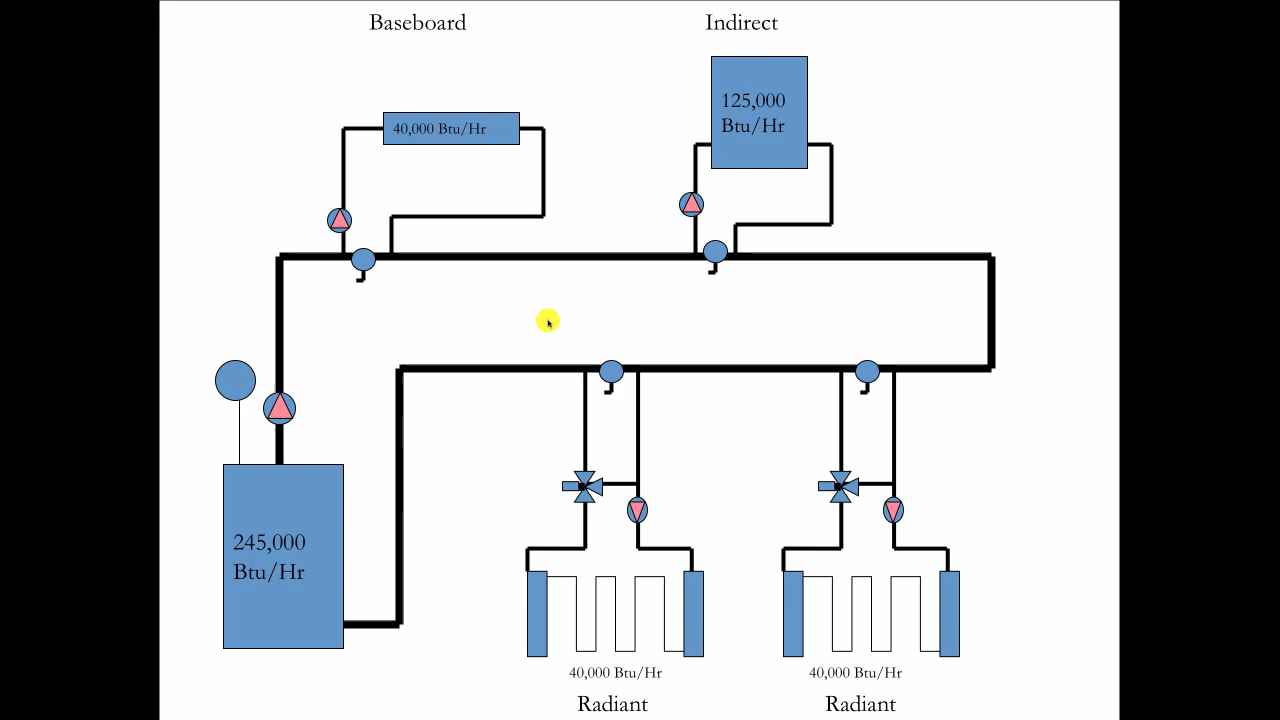 Baseboard
Indirect
40,000 Btu/Hr
125,000
Btu/Hr
245,000
Btu/Hr
40,000 Btu/Hr
40,000 Btu/Hr
Radiant
Radiant